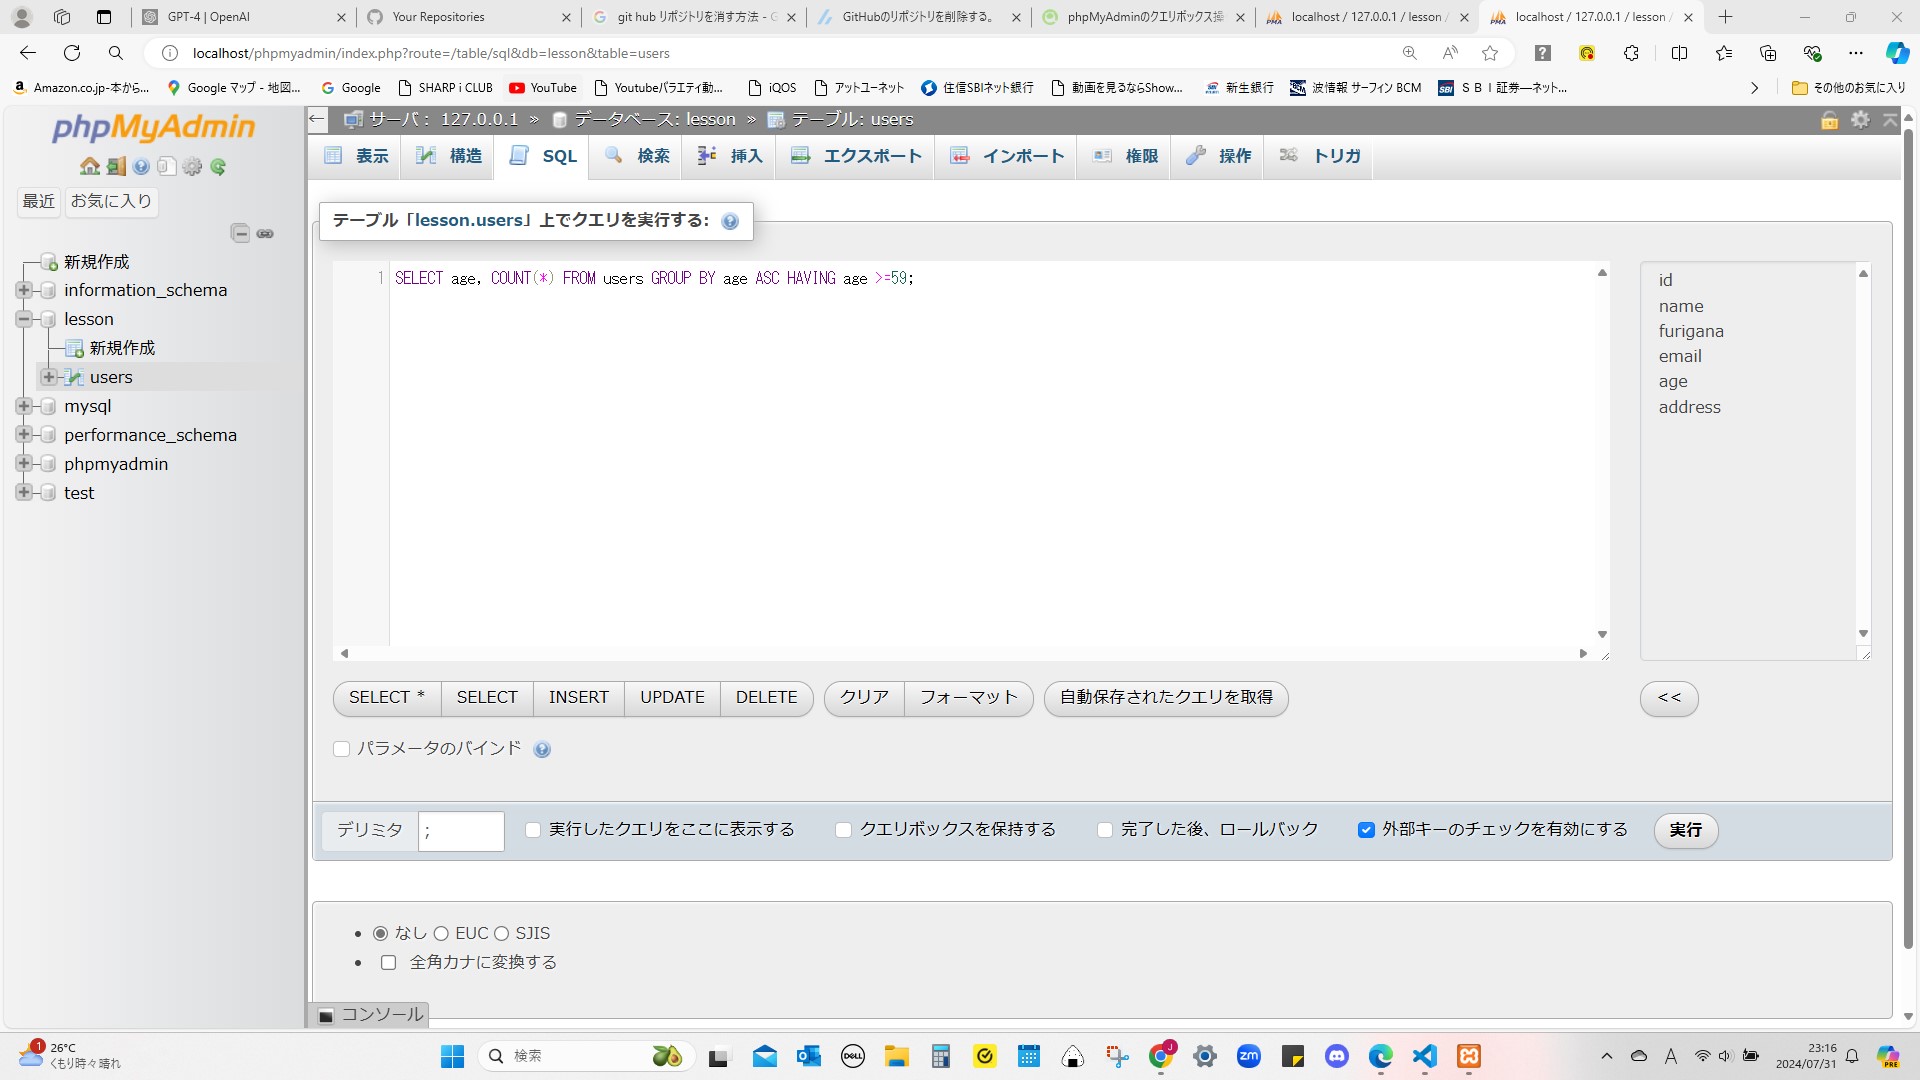 GPT-4 | OpenAI
Your Repositories
git hub リポジトリを消す方法 - G
GitHubのリポジトリを削除する。
phpMyAdminのクエリボックス操
localhost / 127.0.0.1 / lesson /
localhost / 127.0.0.1 / lesson /
localhost/phpmyadmin/index.php?route=/table/sql&db=lesson&table=users
Amazon.co.jp-本から...
Google マップ - 地図...
Google
SHARP i CLUB
YouTube
Youtubeバラエティ動...
iQOS
アットユーネット
住信SBIネット銀行
動画を見るならShow...
新生銀行
波情報 サーフィン BCM
ＳＢＩ証券―ネット...
その他のお気に入り
phpMyAdmin
最近
お気に入り
新規作成
information_schema
lesson
新規作成
users
mysql
performance_schema
phpmyadmin
test
サーバ： 127.0.0.1 » データベース: lesson » テーブル: users
表示
構造
SQL
検索
挿入
エクスポート
インポート
権限
操作
トリガ
テーブル「lesson.users」上でクエリを実行する:
1 SELECT age, COUNT(*) FROM users GROUP BY age ASC HAVING age >=59;
id
name
furigana
email
age
address
SELECT *
SELECT
INSERT
UPDATE
DELETE
クリア
フォーマット
自動保存されたクエリを取得
<<
パラメータのバインド
デリミタ ;
実行したクエリをここに表示する
クエリボックスを保持する
完了した後、ロールバック
外部キーのチェックを有効にする
実行
なし EUC SJIS
全角カナに変換する
コンソール
1
26°C
くもり時々晴れ
検索
DELL
zm
A
23:16
2024/07/31
PRE